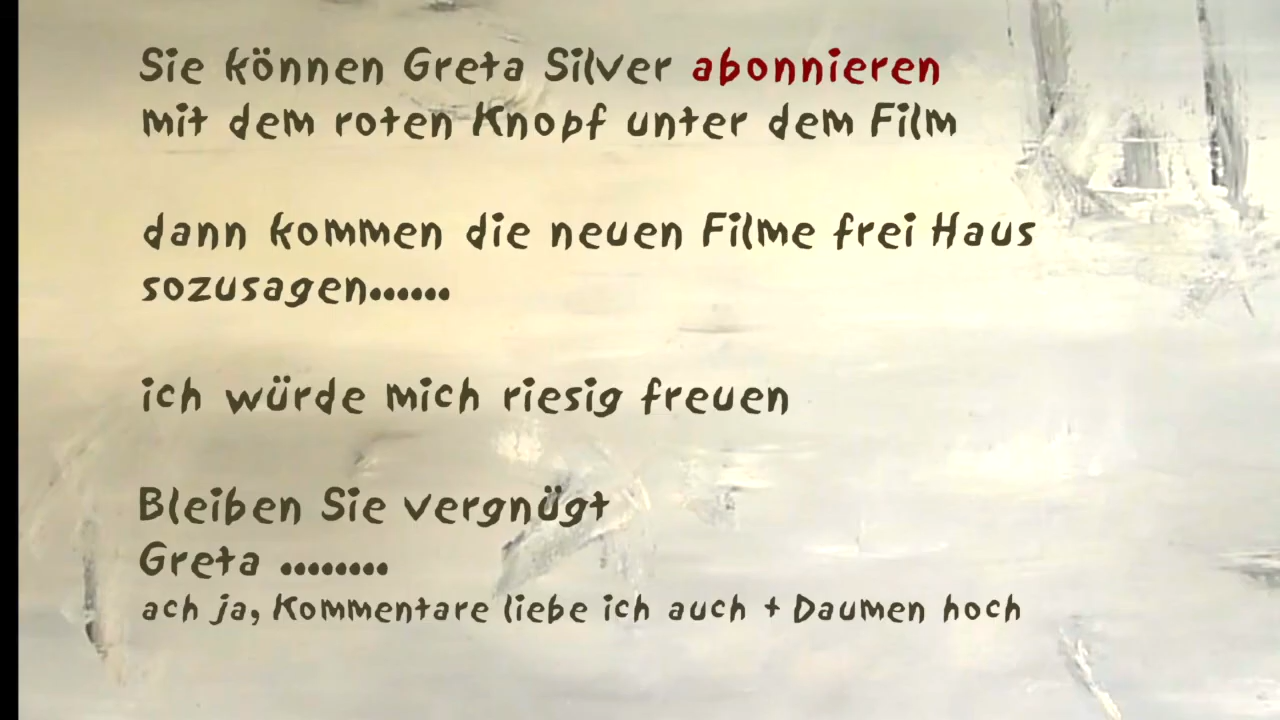 Sie können Greta Silver abonnieren
mit dem roten Knopf unter dem Film
dann kommen die neuen Filme frei Haus
sozusagen......
ich würde mich riesig freuen
Bleiben Sie vergnügt
Greta ........
ach ja, Kommentare liebe ich auch + Daumen hoch